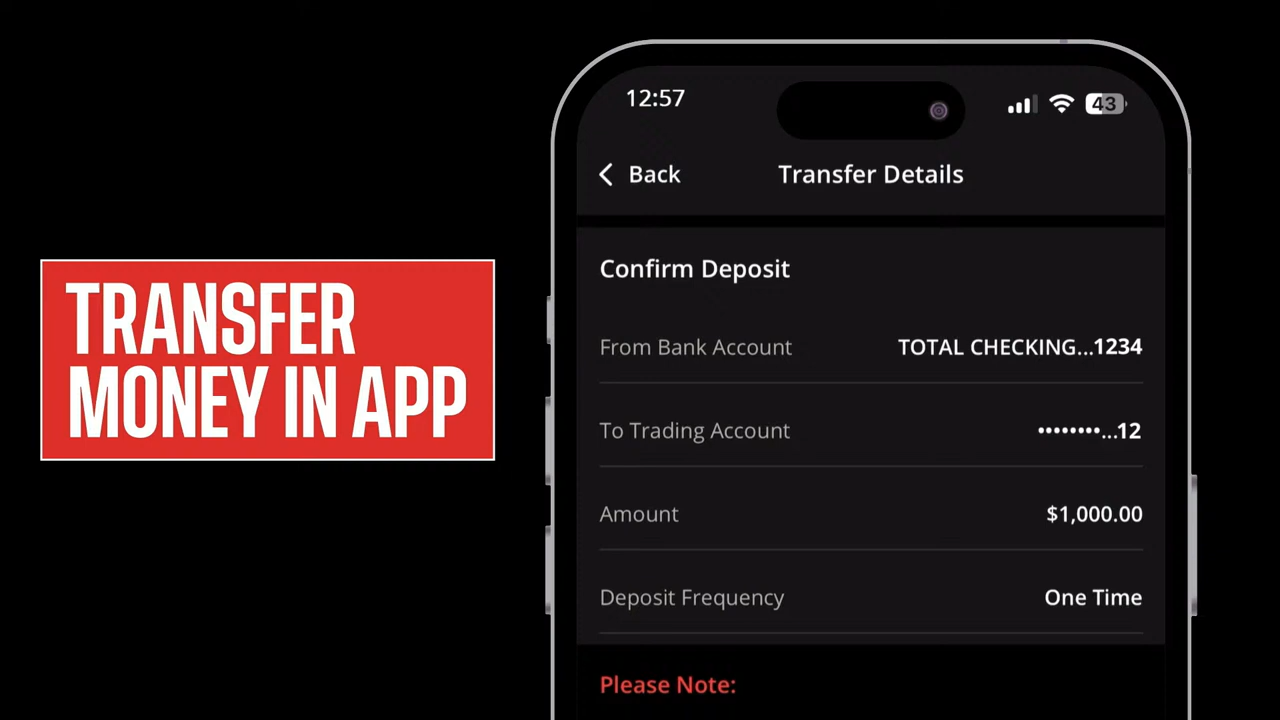 TRANSFER
MONEY IN APP
12:57
43
Back
Transfer Details
Confirm Deposit
From Bank Account TOTAL CHECKING...1234
To Trading Account ••••••••...12
Amount $1,000.00
Deposit Frequency One Time
Please Note: